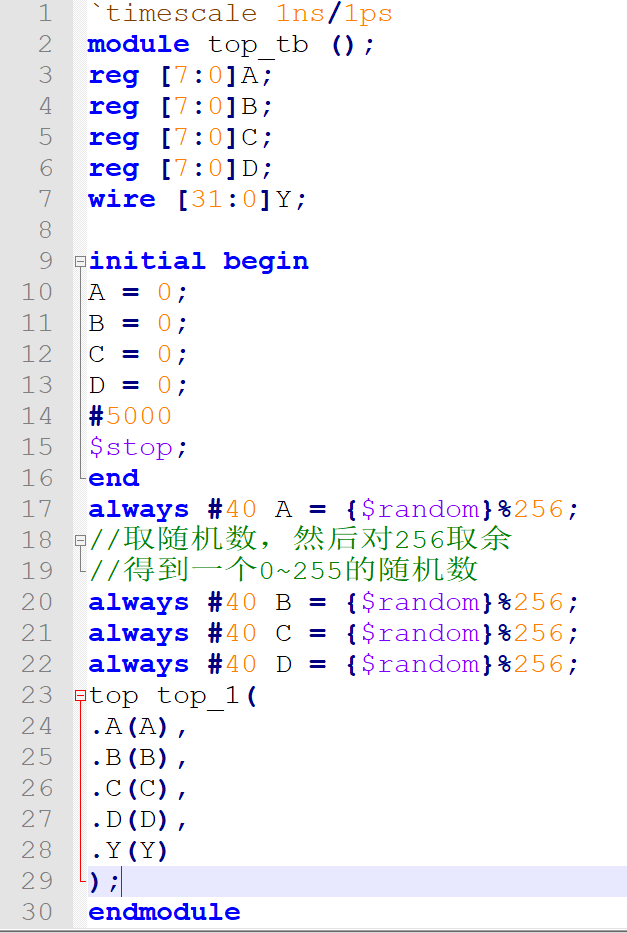 1 `timescale 1ns/1ps
2 module top_tb ();
3 reg [7:0]A;
4 reg [7:0]B;
5 reg [7:0]C;
6 reg [7:0]D;
7 wire [31:0]Y;
8
9 initial begin
10 A = 0;
11 B = 0;
12 C = 0;
13 D = 0;
14 #5000
15 $stop;
16 end
17 always #40 A = {$random}%256;
18 //取随机数，然后对256取余
19 //得到一个0~255的随机数
20 always #40 B = {$random}%256;
21 always #40 C = {$random}%256;
22 always #40 D = {$random}%256;
23 top top_1(
24 .A(A),
25 .B(B),
26 .C(C),
27 .D(D),
28 .Y(Y)
29 );
30 endmodule